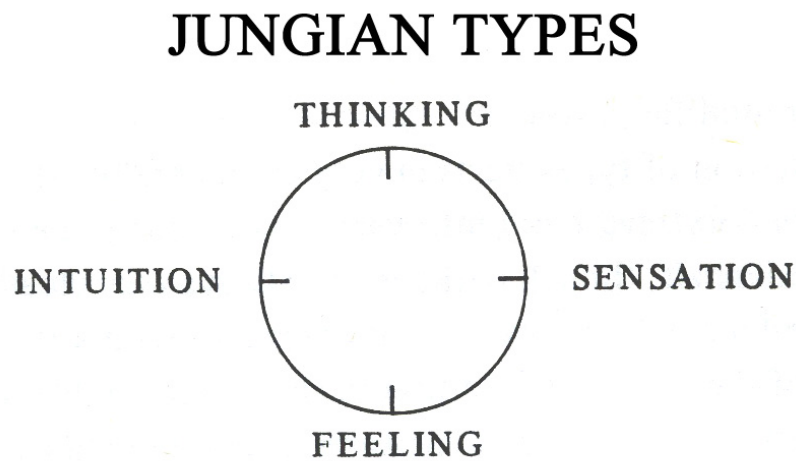 JUNGIAN TYPES
THINKING
INTUITION
SENSATION
FEELING